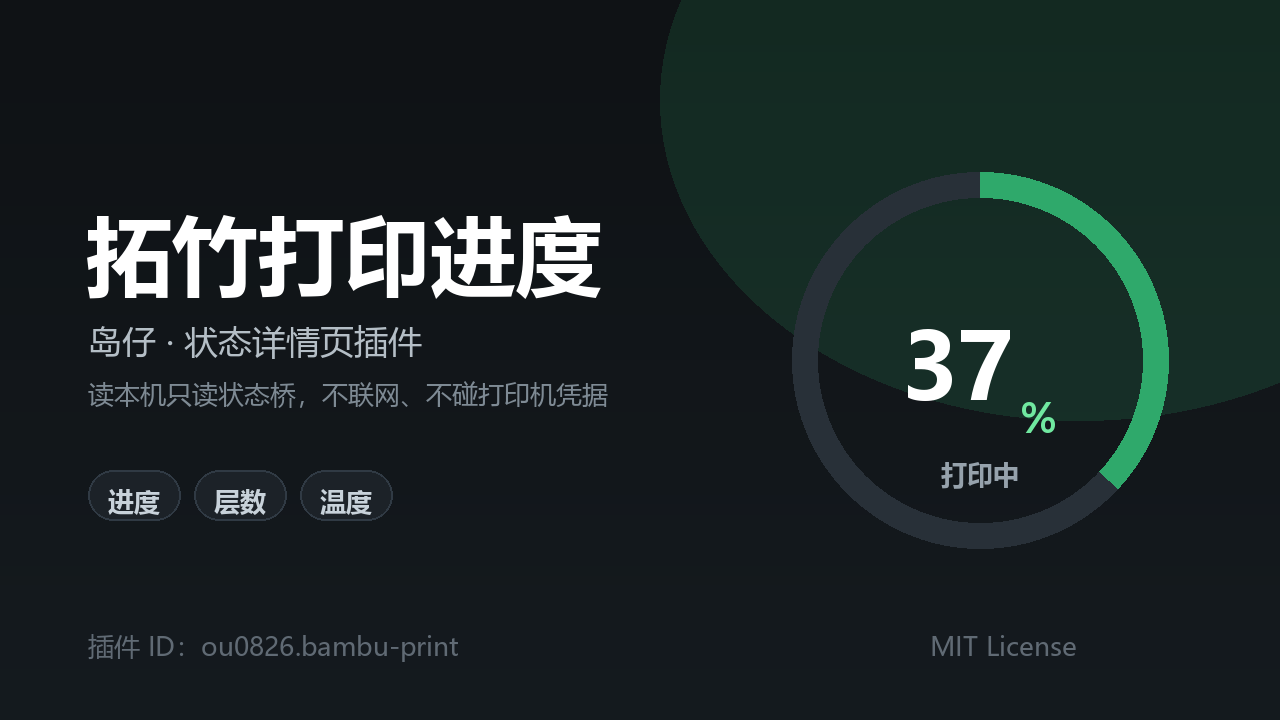 拓竹打印进度
岛仔 · 状态详情页插件
读本机只读状态桥，不联网、不碰打印机凭据
进度 层数 温度
37%
打印中
插件 ID：ou0826.bambu-print
MIT License